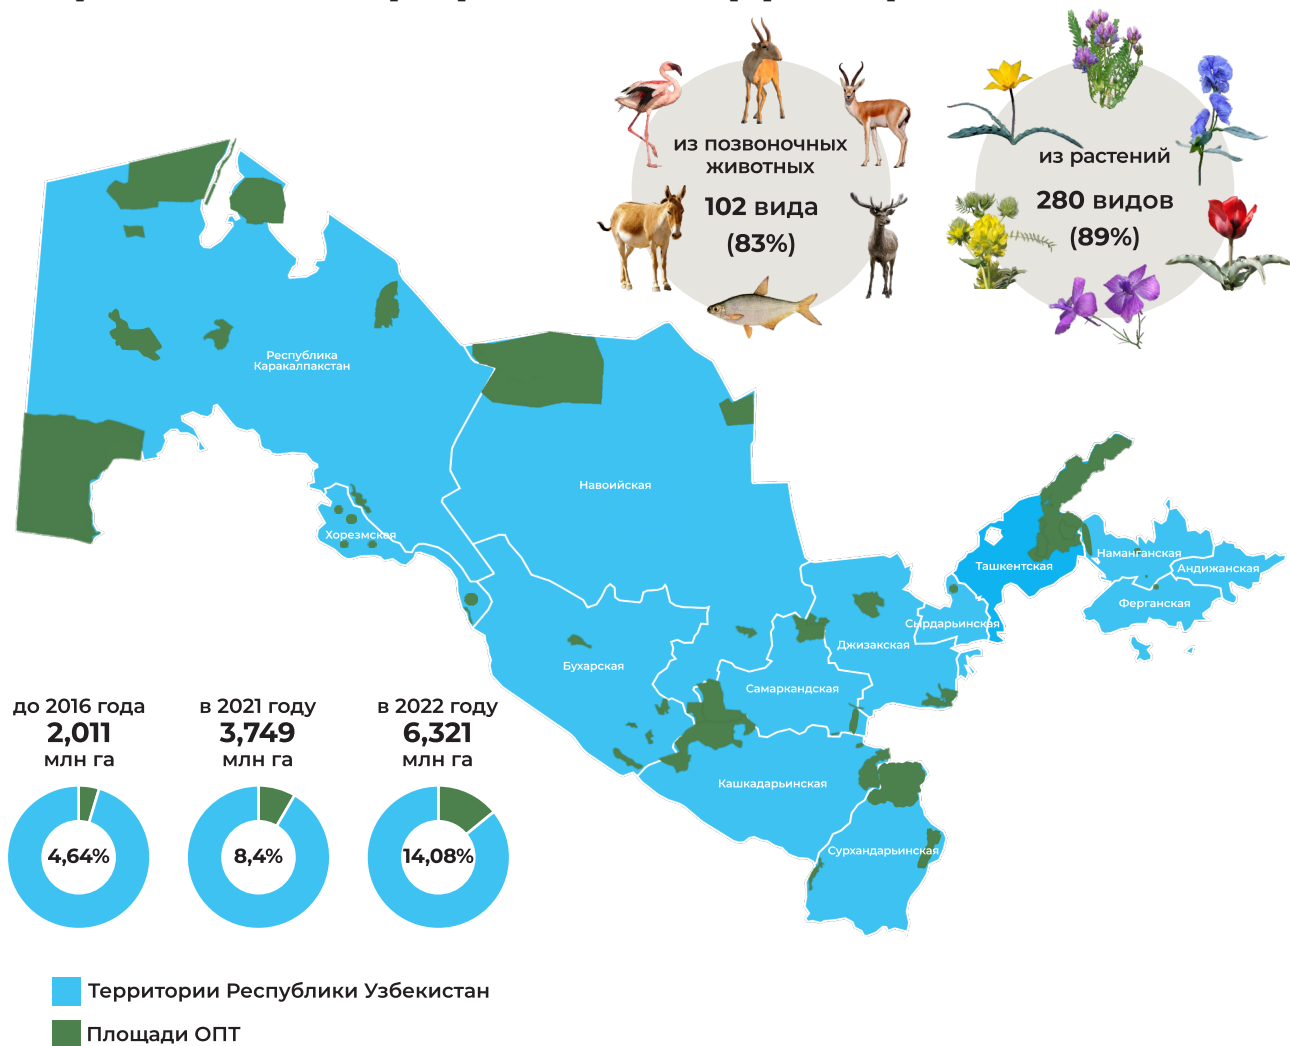 из позвоночных
животных
102 вида
(83%)
из растений
280 видов
(89%)
Республика
Каракалпакстан
Навоийская
Хорезмская
Ташкентская
Наманганская
Андижанская
Ферганская
Сырдарьинская
Джизакская
Бухарская
Самаркандская
Кашкадарьинская
Сурхандарьинская
до 2016 года
2,011
млн га
4,64%
в 2021 году
3,749
млн га
8,4%
в 2022 году
6,321
млн га
14,08%
Территории Республики Узбекистан
Площади ОПТ